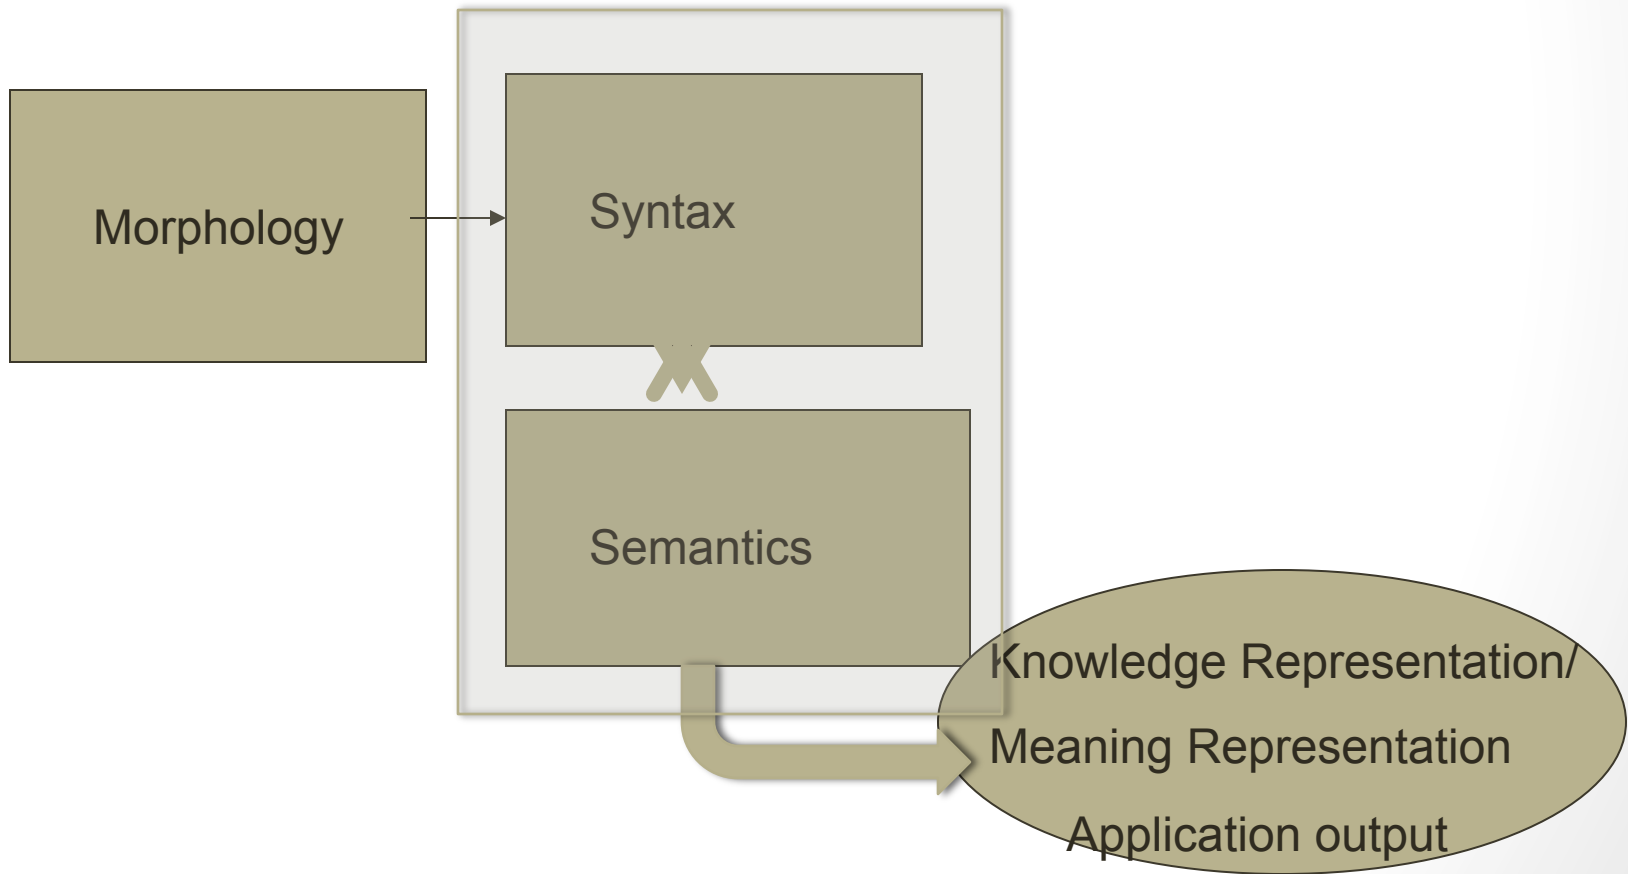 Morphology
Syntax
Semantics
Knowledge Representation/
Meaning Representation
Application output